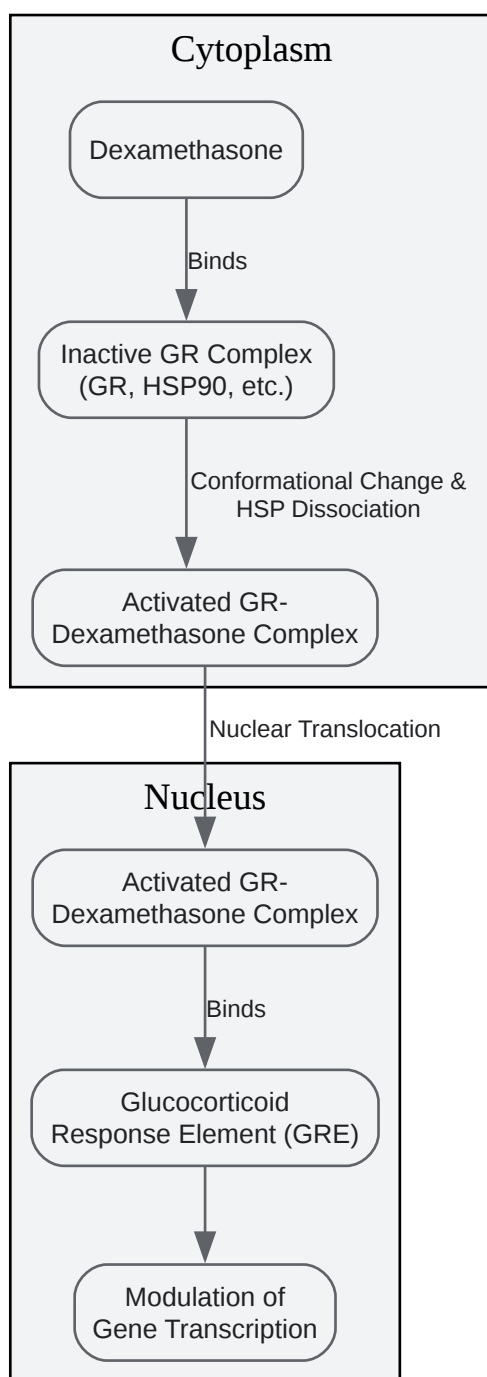 Cytoplasm
Dexamethasone
Binds
Inactive GR Complex
(GR, HSP90, etc.)
Conformational Change &
HSP Dissociation
Activated GR-
Dexamethasone Complex
Nuclear Translocation
Nucleus
Activated GR-
Dexamethasone Complex
Binds
Glucocorticoid
Response Element (GRE)
Modulation of
Gene Transcription